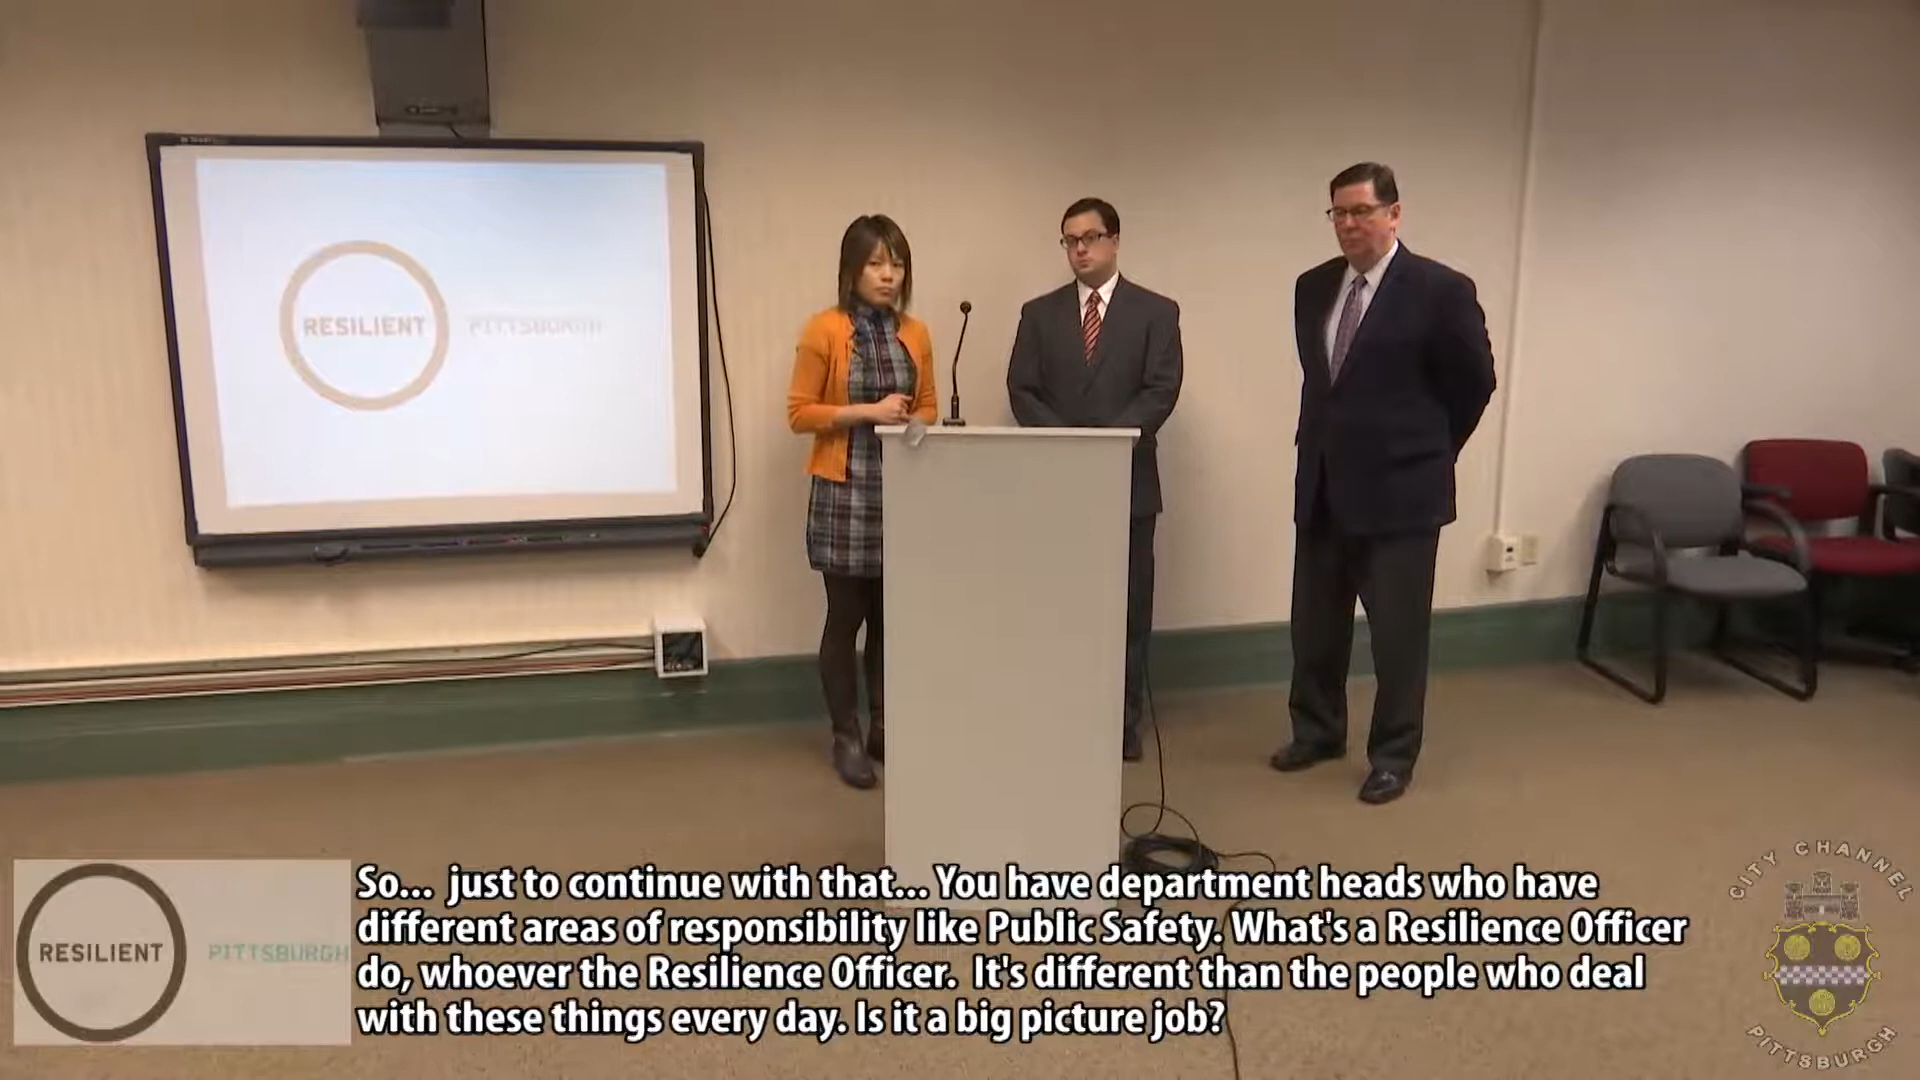 RESILIENT PITTSBURGH
So... just to continue with that... You have department heads who have
different areas of responsibility like Public Safety. What's a Resilience Officer
do, whoever the Resilience Officer. It's different than the people who deal
with these things every day. Is it a big picture job?
RESILIENT PITTSBURGH
CITY CHANNEL
PITTSBURGH